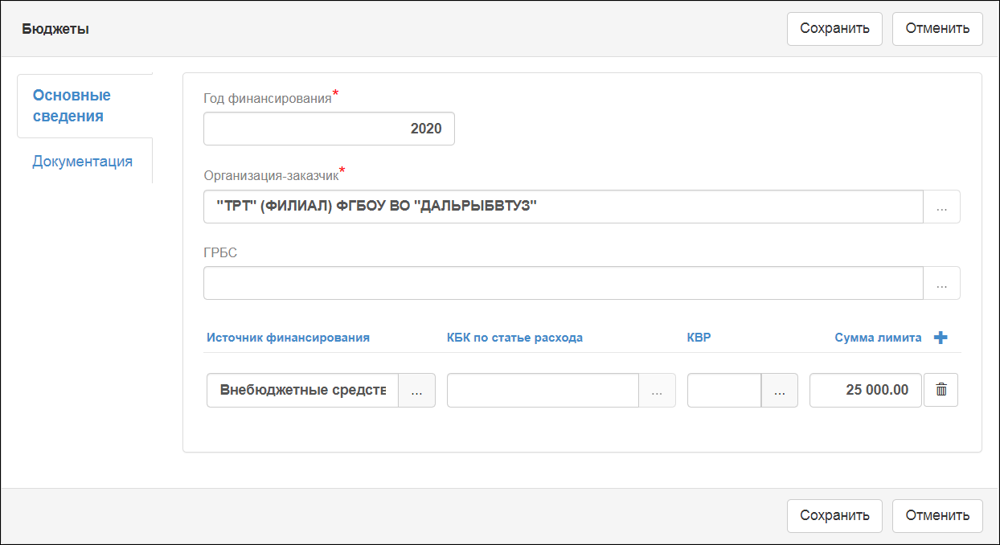 Бюджеты
Сохранить
Отменить
Основные
сведения
Документация
Год финансирования*
2020
Организация-заказчик*
"ТРТ" (ФИЛИАЛ) ФГБОУ ВО "ДАЛЬРЫБВТУЗ"
...
ГРБС
...
Источник финансирования
КБК по статье расхода
КВР
Сумма лимита
Внебюджетные средств
...
...
...
25 000.00
Сохранить
Отменить